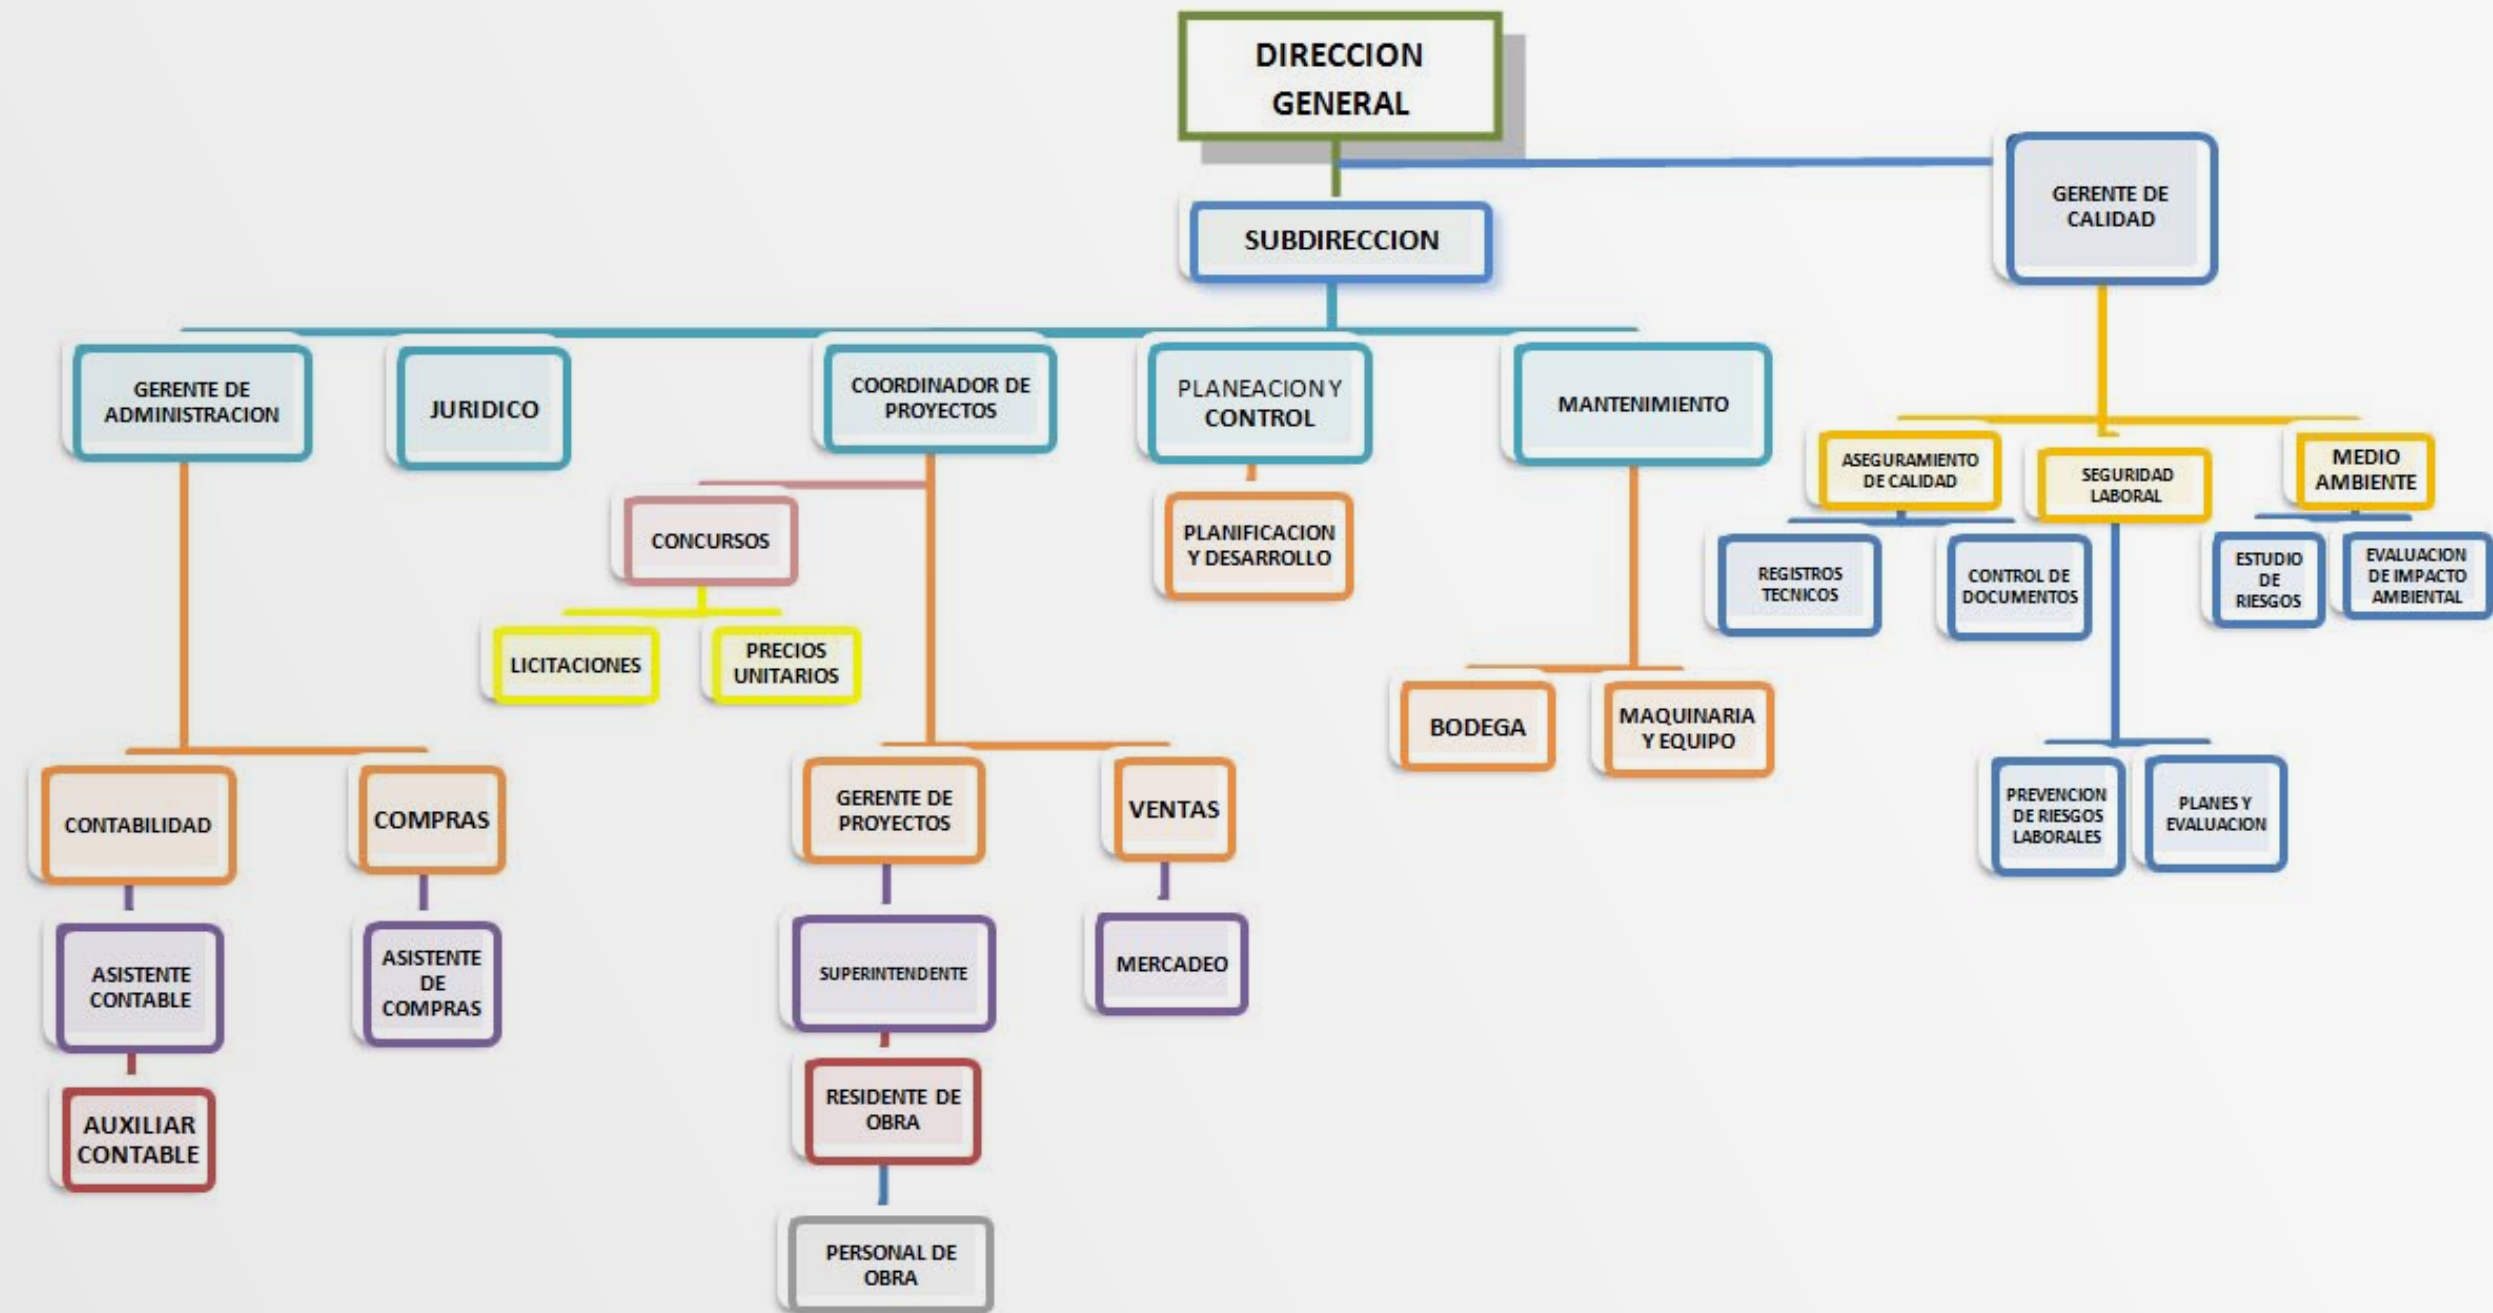 DIRECCION
GENERAL
GERENTE DE
CALIDAD
SUBDIRECCION
GERENTE DE
ADMINISTRACION
JURIDICO
COORDINADOR DE
PROYECTOS
PLANEACION Y
CONTROL
MANTENIMIENTO
ASEGURAMIENTO
DE CALIDAD
SEGURIDAD
LABORAL
MEDIO
AMBIENTE
CONCURSOS
PLANIFICACION
Y DESARROLLO
REGISTROS
TECNICOS
CONTROL DE
DOCUMENTOS
ESTUDIO
DE
RIESGOS
EVALUACION
DE IMPACTO
AMBIENTAL
LICITACIONES
PRECIOS
UNITARIOS
BODEGA
MAQUINARIA
Y EQUIPO
CONTABILIDAD
COMPRAS
GERENTE DE
PROYECTOS
VENTAS
PREVENCION
DE RIESGOS
LABORALES
PLANES Y
EVALUACION
ASISTENTE
CONTABLE
ASISTENTE
DE
COMPRAS
SUPERINTENDENTE
MERCADEO
AUXILIAR
CONTABLE
RESIDENTE DE
OBRA
PERSONAL DE
OBRA